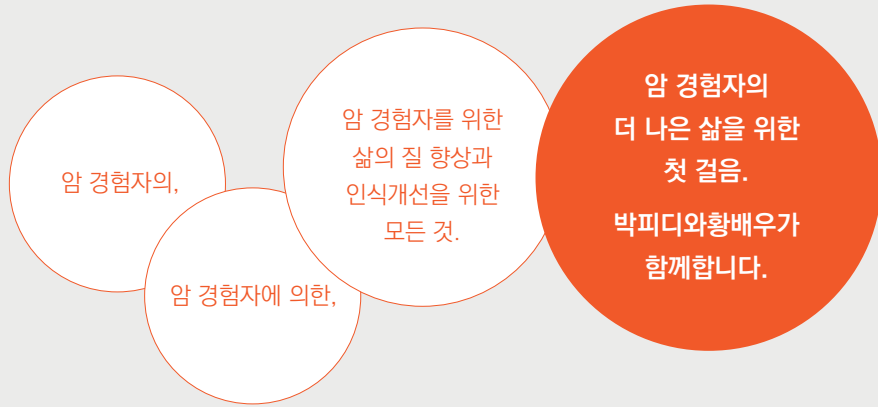 암 경험자의,
암 경험자에 의한,
암 경험자를 위한
삶의 질 향상과
인식개선을 위한
모든 것.
암 경험자의
더 나은 삶을 위한
첫 걸음.
박피디와황배우가
함께합니다.